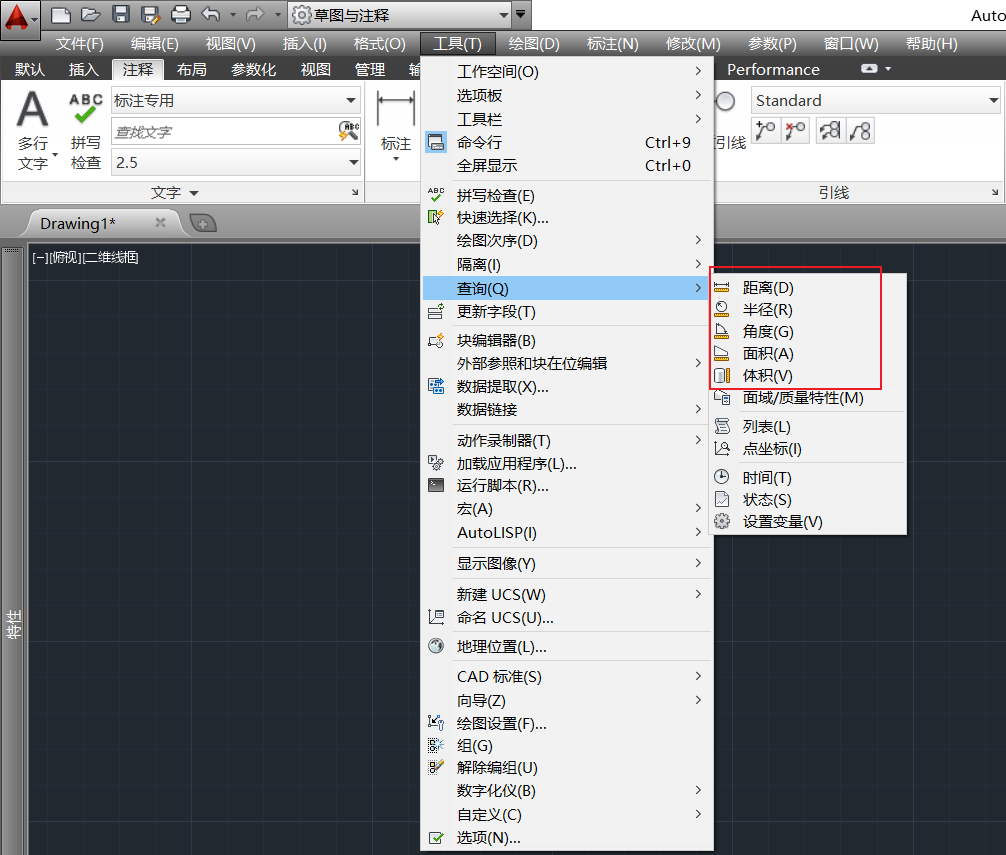 草图与注释
Auto
文件(F) 编辑(E) 视图(V) 插入(I) 格式(O) 工具(T) 绘图(D) 标注(N) 修改(M) 参数(P) 窗口(W) 帮助(H)
默认 插入 注释 布局 参数化 视图 管理 输 Performance
A ABC 标注专用 Standard
多行 拼写 查找文字 ABC 标注 引线
文字 检查 2.5
文字 引线
Drawing1*
[−][俯视][二维线框]
特性
工作空间(O)
选项板
工具栏
命令行 Ctrl+9
全屏显示 Ctrl+0
ABC 拼写检查(E)
快速选择(K)...
绘图次序(D)
隔离(I)
查询(Q)
更新字段(T)
块编辑器(B)
外部参照和块在位编辑
数据提取(X)...
数据链接
动作录制器(T)
加载应用程序(L)...
运行脚本(R)...
宏(A)
AutoLISP(I)
显示图像(Y)
新建 UCS(W)
命名 UCS(U)...
地理位置(L)...
CAD 标准(S)
向导(Z)
绘图设置(F)...
组(G)
解除编组(U)
数字化仪(B)
自定义(C)
选项(N)...
距离(D)
半径(R)
角度(G)
面积(A)
体积(V)
面域/质量特性(M)
列表(L)
点坐标(I)
时间(T)
状态(S)
设置变量(V)